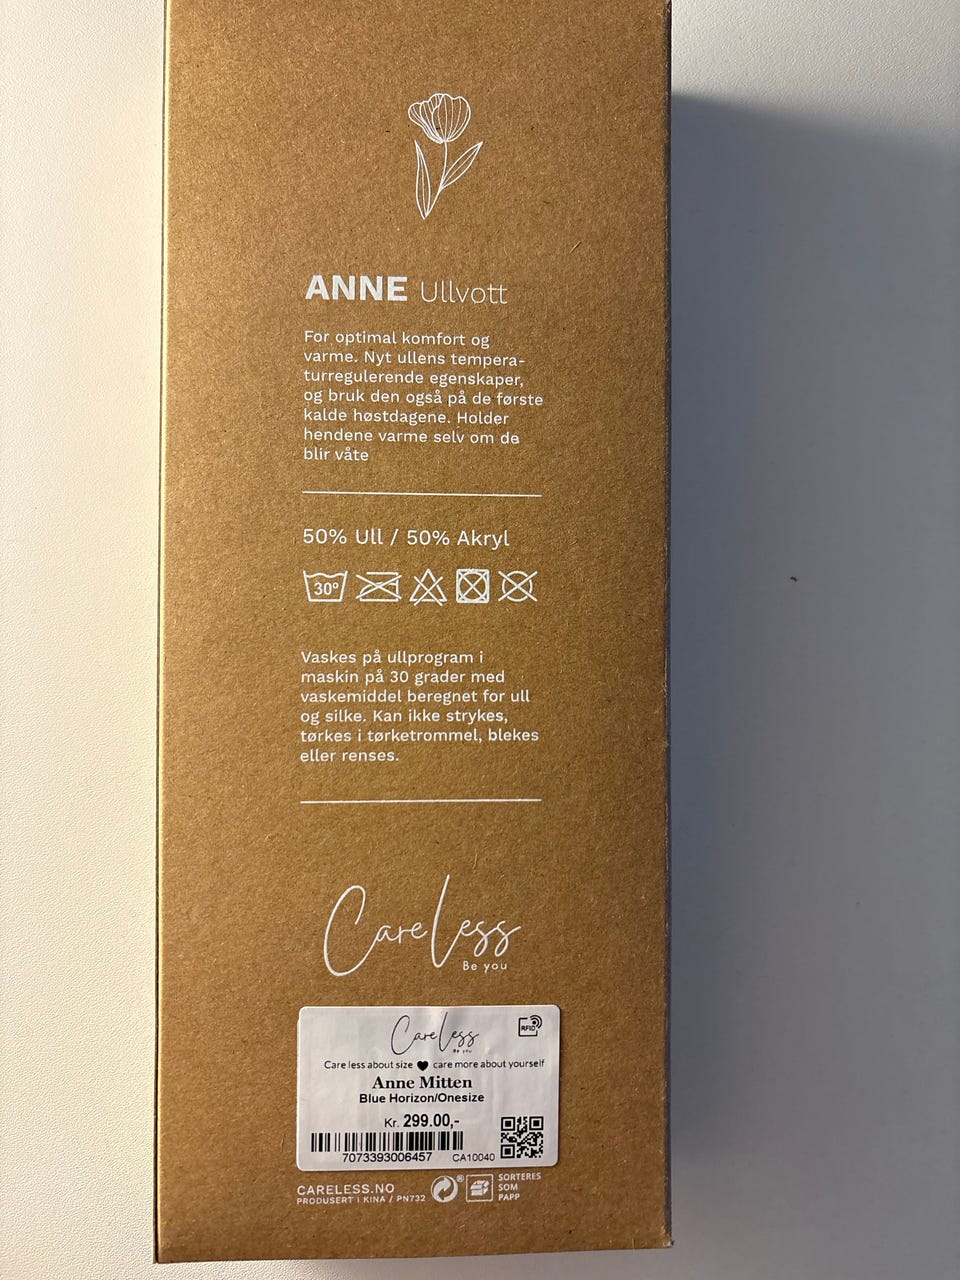 ANNE Ullvott
For optimal komfort og
varme. Nyt ullens tempera-
turregulerende egenskaper,
og bruk den også på de første
kalde høstdagene. Holder
hendene varme selv om de
blir våte
50% Ull / 50% Akryl
30°
Vaskes på ullprogram i
maskin på 30 grader med
vaskemiddel beregnet for ull
og silke. Kan ikke strykes,
tørkes i tørketrommel, blekes
eller renses.
Care less
Be you
Care less
Be you
RFID
Care less about size ♥ care more about yourself
Anne Mitten
Blue Horizon/Onesize
Kr. 299.00,-
7073393006457 CA10040
CARELESS.NO
PRODUSERT I KINA / PN732
®
SORTERES
SOM
PAPP